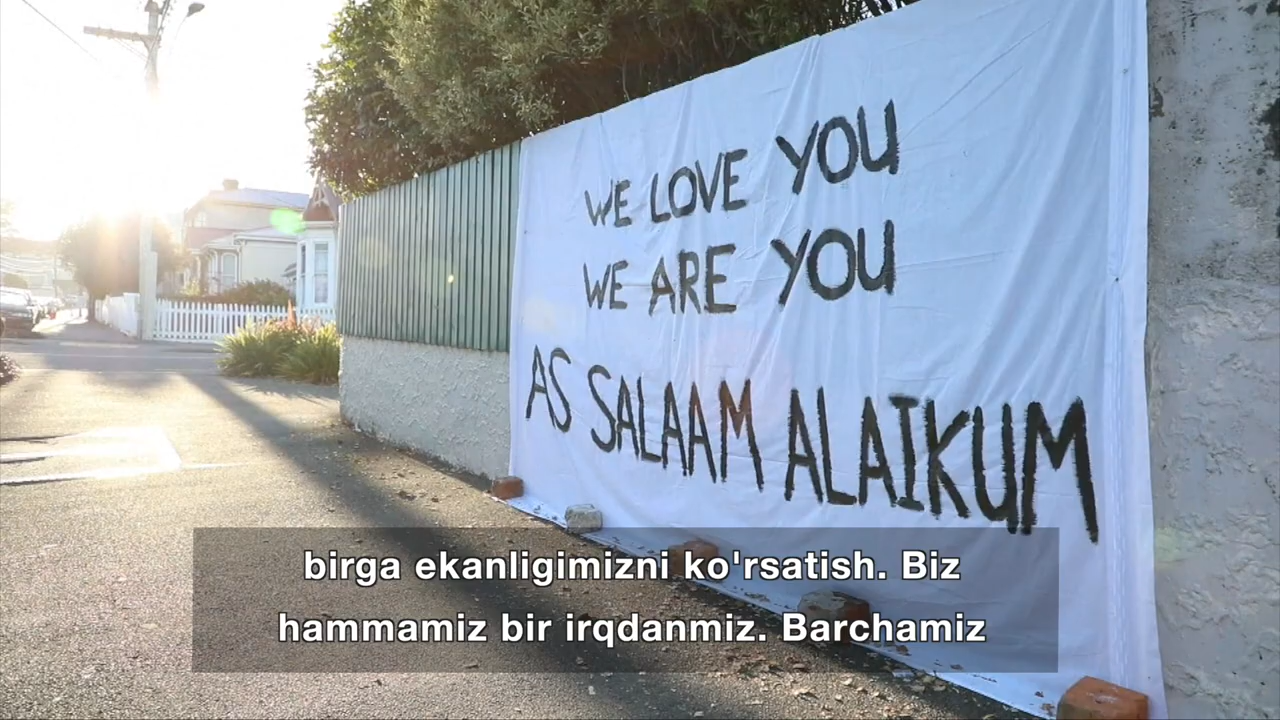 WE LOVE YOU
WE ARE YOU
AS SALAAM ALAIKUM
birga ekanligimizni ko'rsatish. Biz
hammamiz bir irqdanmiz. Barchamiz